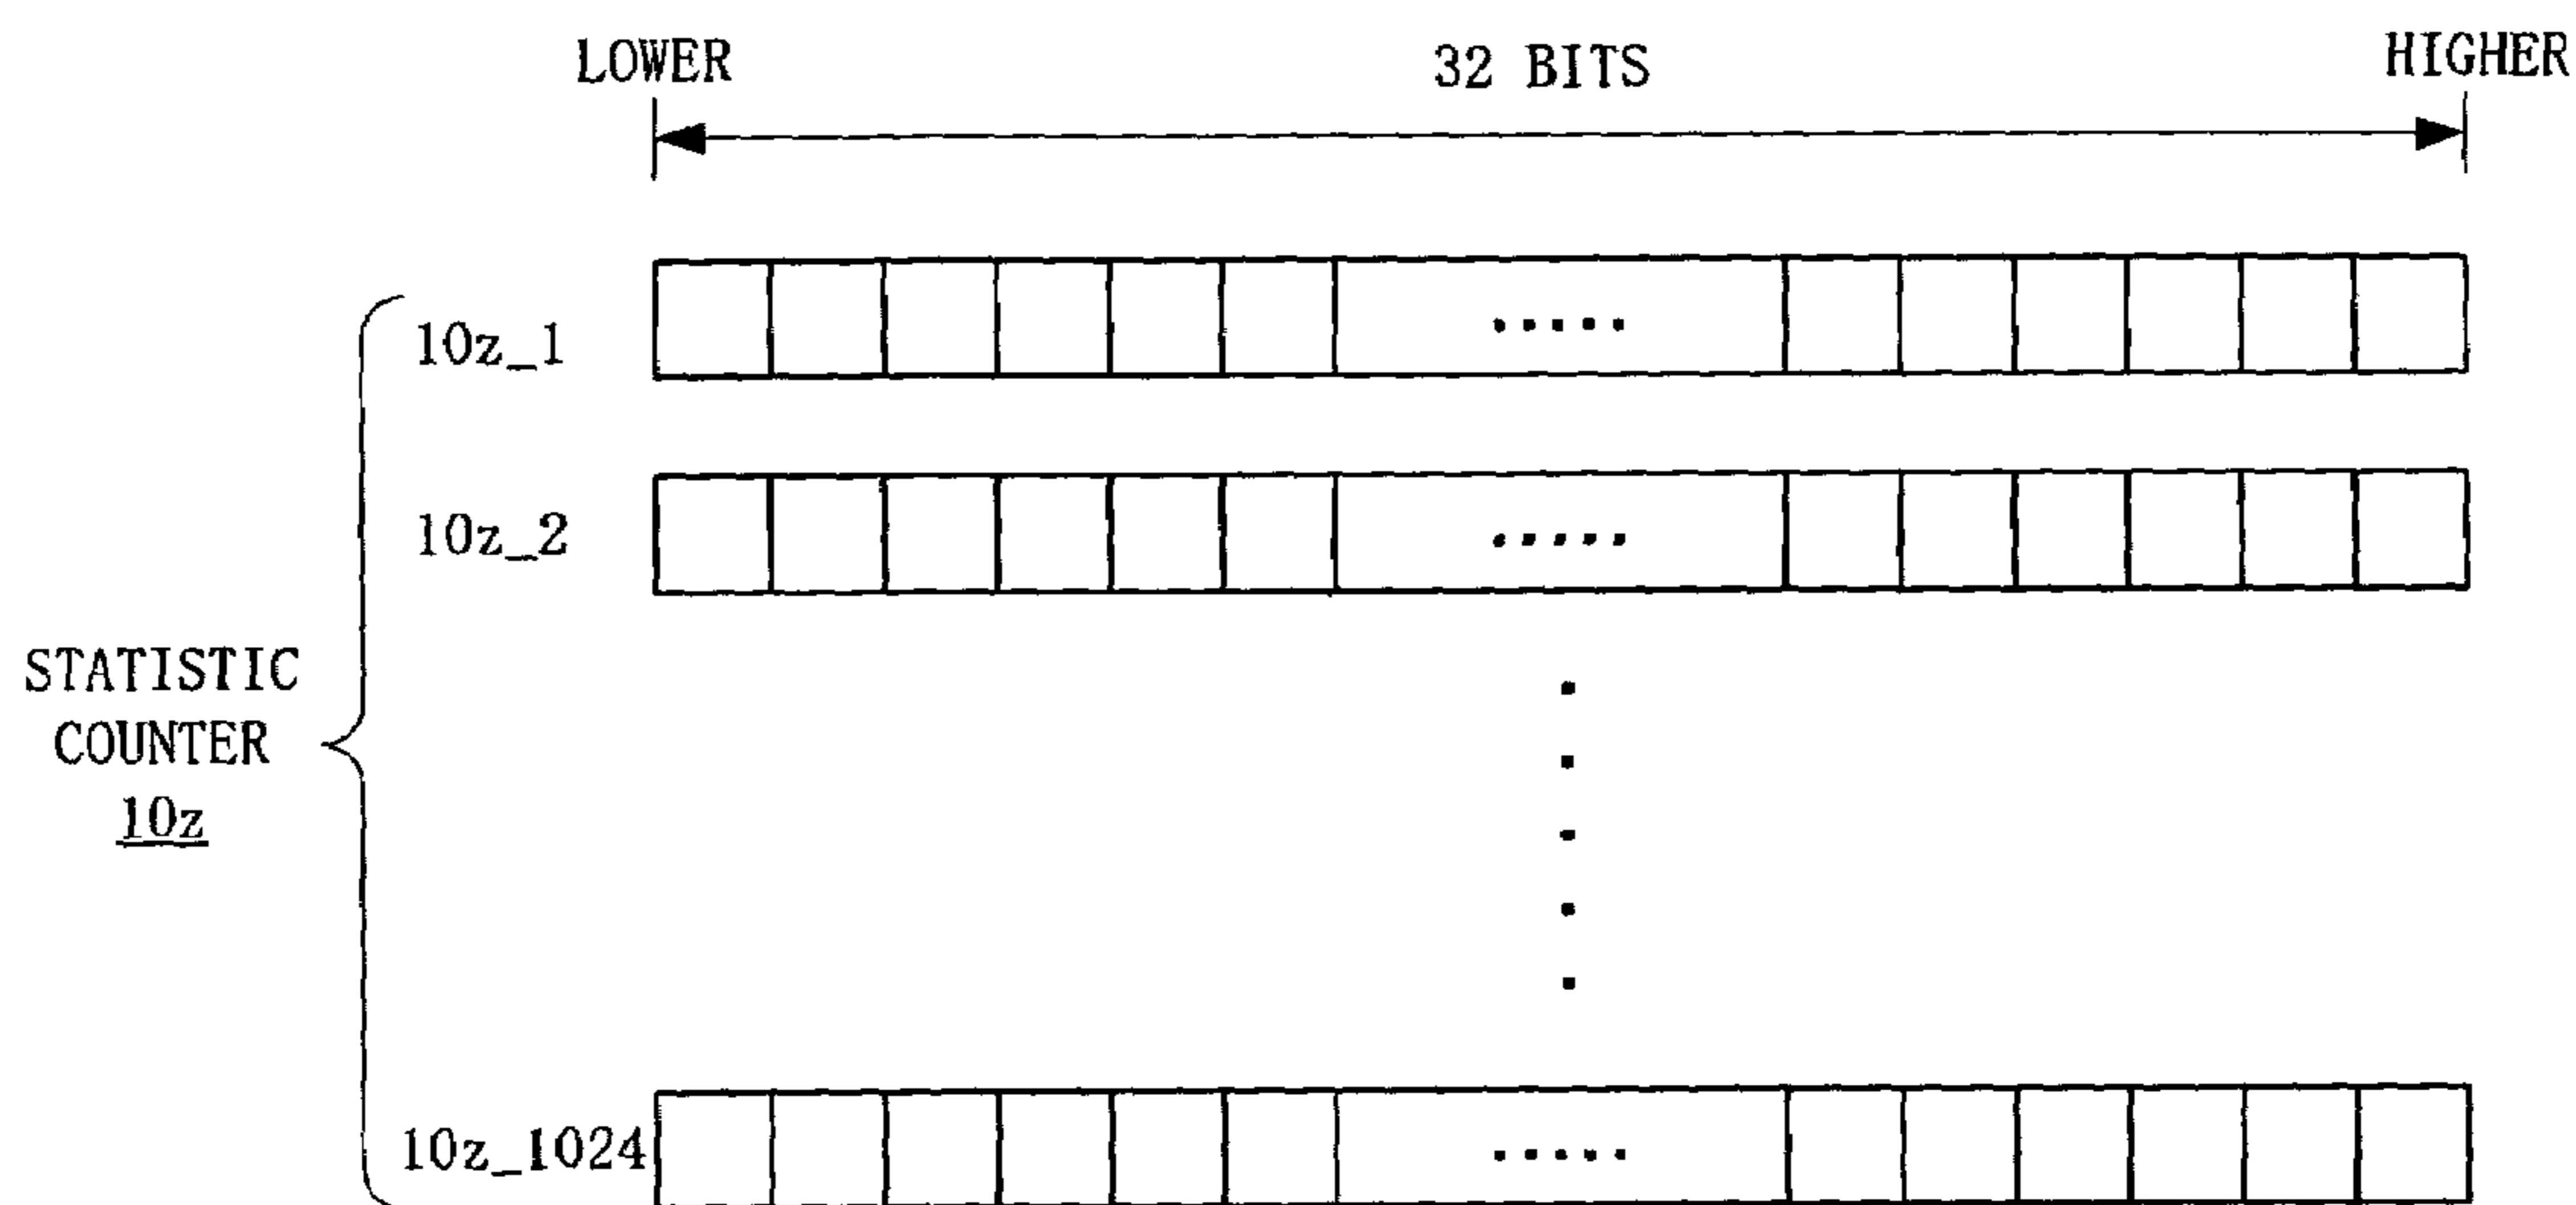 LOWER 32 BITS HIGHER
10z_1
10z_2
STATISTIC
COUNTER
10z
10z_1024